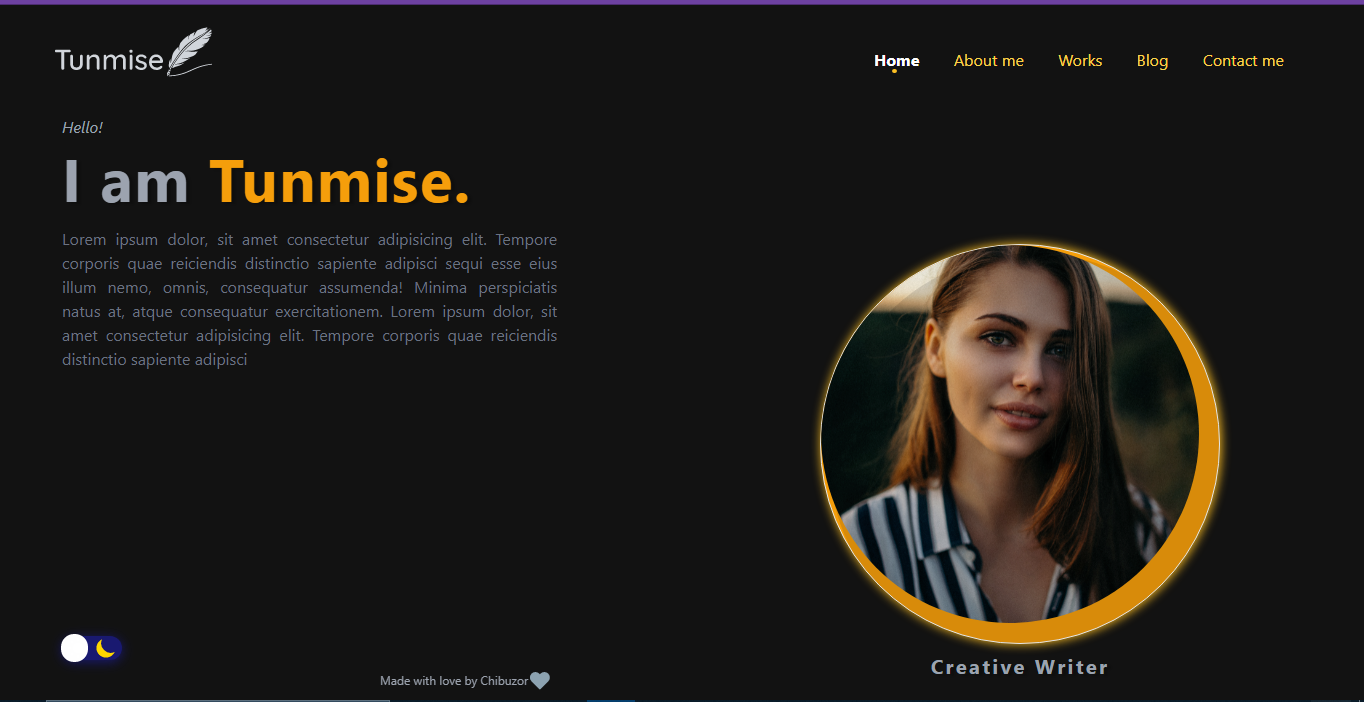 Tunmise
Home About me Works Blog Contact me
Hello!
I am Tunmise.
Lorem ipsum dolor, sit amet consectetur adipisicing elit. Tempore
corporis quae reiciendis distinctio sapiente adipisci sequi esse eius
illum nemo, omnis, consequatur assumenda! Minima perspiciatis
natus at, atque consequatur exercitationem. Lorem ipsum dolor, sit
amet consectetur adipisicing elit. Tempore corporis quae reiciendis
distinctio sapiente adipisci
Creative Writer
Made with love by Chibuzor